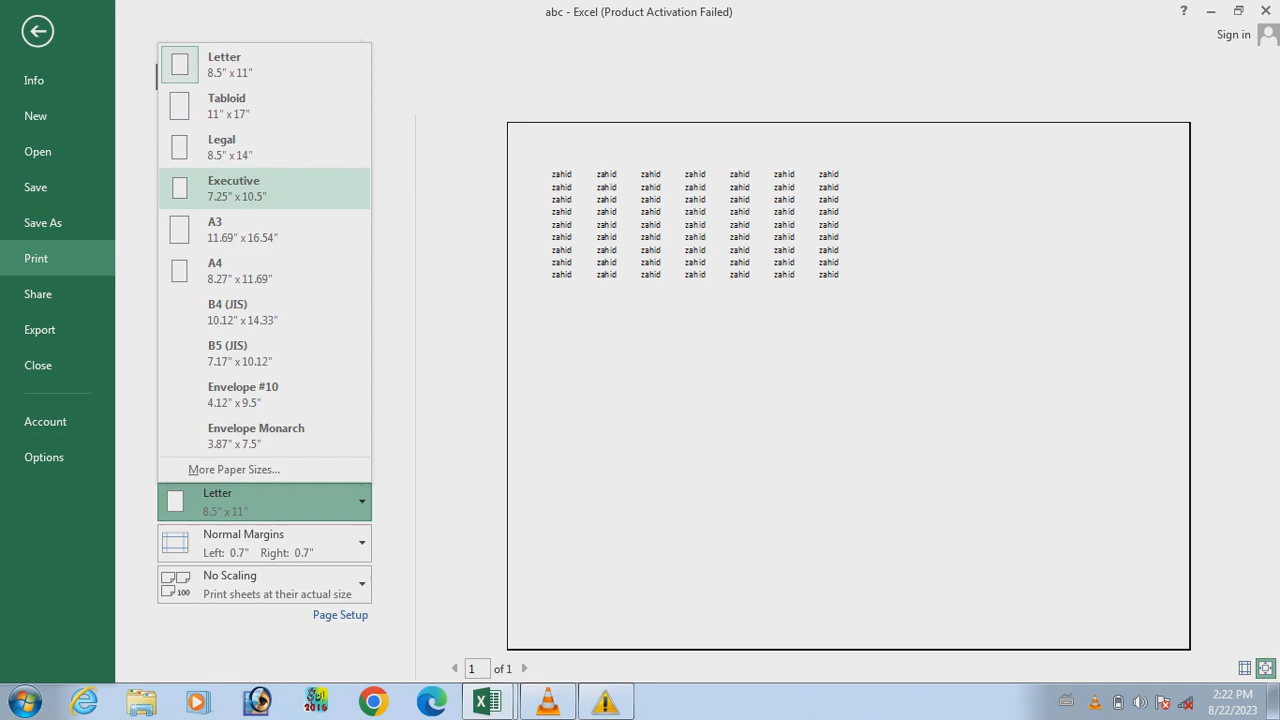 abc - Excel (Product Activation Failed)
?
Sign in
Info
New
Open
Save
Save As
Print
Share
Export
Close
Account
Options
Letter
8.5" x 11"
Tabloid
11" x 17"
Legal
8.5" x 14"
Executive
7.25" x 10.5"
A3
11.69" x 16.54"
A4
8.27" x 11.69"
B4 (JIS)
10.12" x 14.33"
B5 (JIS)
7.17" x 10.12"
Envelope #10
4.12" x 9.5"
Envelope Monarch
3.87" x 7.5"
More Paper Sizes...
Letter
8.5" x 11"
Normal Margins
Left: 0.7" Right: 0.7"
No Scaling
100 Print sheets at their actual size
Page Setup
zahid zahid zahid zahid zahid zahid zahid
zahid zahid zahid zahid zahid zahid zahid
zahid zahid zahid zahid zahid zahid zahid
zahid zahid zahid zahid zahid zahid zahid
zahid zahid zahid zahid zahid zahid zahid
zahid zahid zahid zahid zahid zahid zahid
zahid zahid zahid zahid zahid zahid zahid
zahid zahid zahid zahid zahid zahid zahid
zahid zahid zahid zahid zahid zahid zahid
1 of 1
2:22 PM
8/22/2023